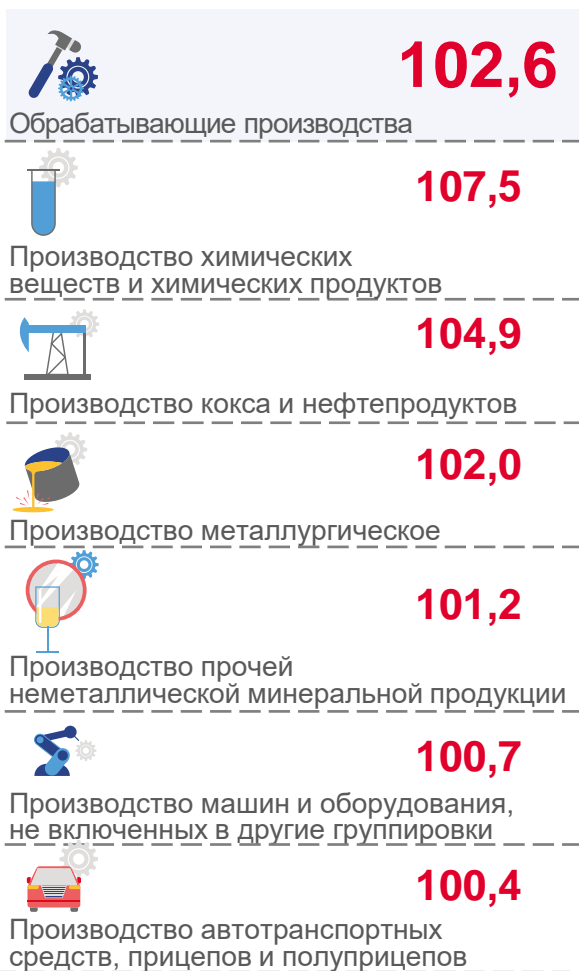 102,6
Обрабатывающие производства
107,5
Производство химических
веществ и химических продуктов
104,9
Производство кокса и нефтепродуктов
102,0
Производство металлургическое
101,2
Производство прочей
неметаллической минеральной продукции
100,7
Производство машин и оборудования,
не включенных в другие группировки
100,4
Производство автотранспортных
средств, прицепов и полуприцепов